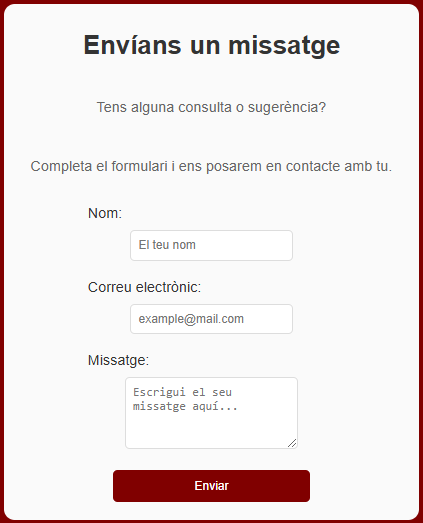 Envíans un missatge
Tens alguna consulta o sugerència?
Completa el formulari i ens posarem en contacte amb tu.
Nom:
El teu nom
Correu electrònic:
example@mail.com
Missatge:
Escrigui el seu
missatge aquí...
Enviar